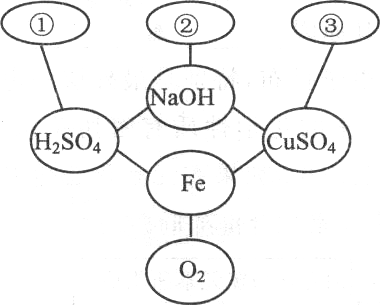 ① ② ③
NaOH
H₂SO₄ CuSO₄
Fe
O₂